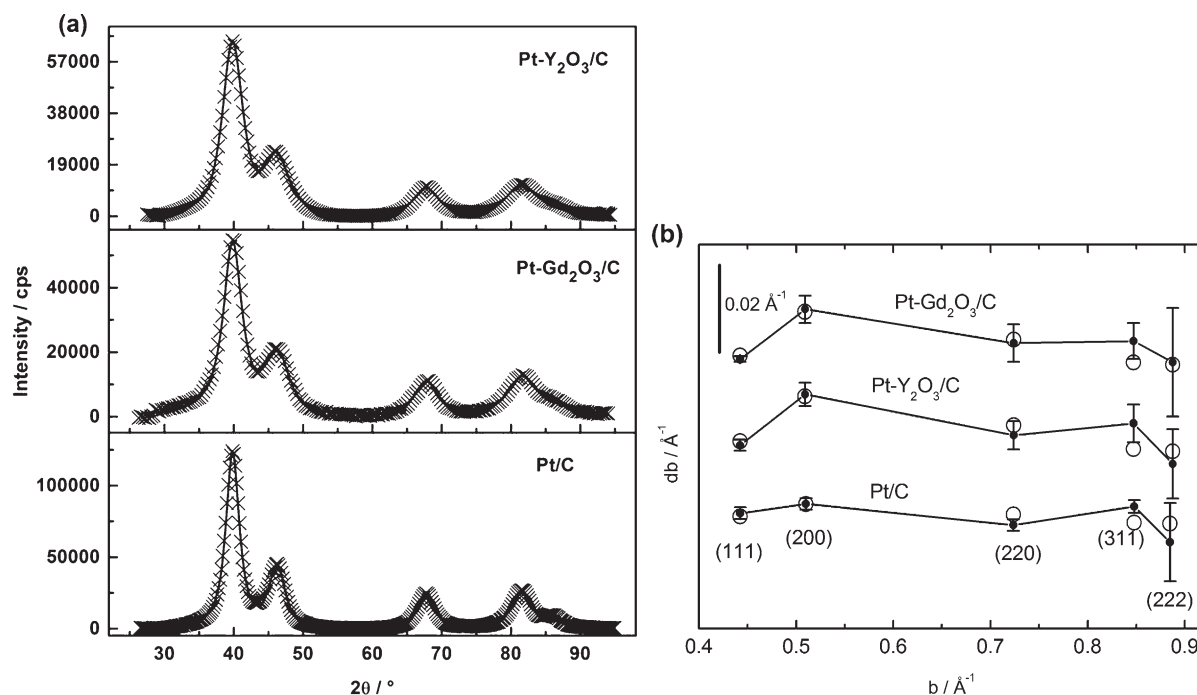 (a)
Pt-Y₂O₃/C
57000
38000
19000
0
Pt-Gd₂O₃/C
40000
20000
0
Pt/C
100000
50000
0
Intensity / cps
30 40 50 60 70 80 90
2θ / °
(b)
0.02 Å⁻¹
Pt-Gd₂O₃/C
Pt-Y₂O₃/C
Pt/C
(111)
(200)
(220)
(311)
(222)
db / Å⁻¹
0.4 0.5 0.6 0.7 0.8 0.9
b / Å⁻¹